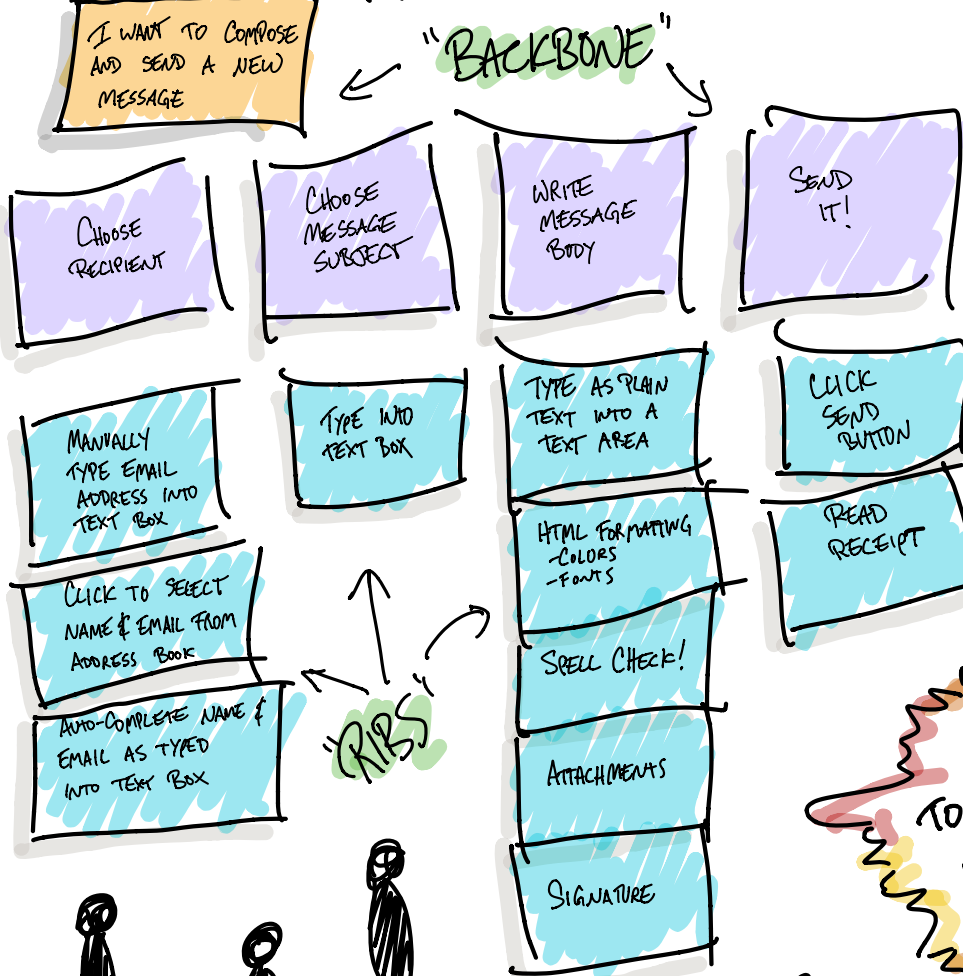 I WANT TO COMPOSE
AND SEND A NEW
MESSAGE
"BACKBONE"
CHOOSE
RECIPIENT
CHOOSE
MESSAGE
SUBJECT
WRITE
MESSAGE
BODY
SEND
IT!
MANUALLY
TYPE EMAIL
ADDRESS INTO
TEXT BOX
CLICK TO SELECT
NAME & EMAIL FROM
ADDRESS BOOK
AUTO-COMPLETE NAME &
EMAIL AS TYPED
INTO TEXT BOX
TYPE INTO
TEXT BOX
"RIBS"
TYPE AS PLAIN
TEXT INTO A
TEXT AREA
HTML FORMATTING
-COLORS
-FONTS
SPELL CHECK!
ATTACHMENTS
SIGNATURE
CLICK
SEND
BUTTON
READ
RECEIPT
TO